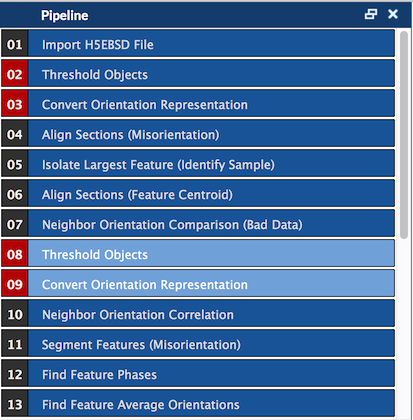 Pipeline
01 Import H5EBSD File
02 Threshold Objects
03 Convert Orientation Representation
04 Align Sections (Misorientation)
05 Isolate Largest Feature (Identify Sample)
06 Align Sections (Feature Centroid)
07 Neighbor Orientation Comparison (Bad Data)
08 Threshold Objects
09 Convert Orientation Representation
10 Neighbor Orientation Correlation
11 Segment Features (Misorientation)
12 Find Feature Phases
13 Find Feature Average Orientations